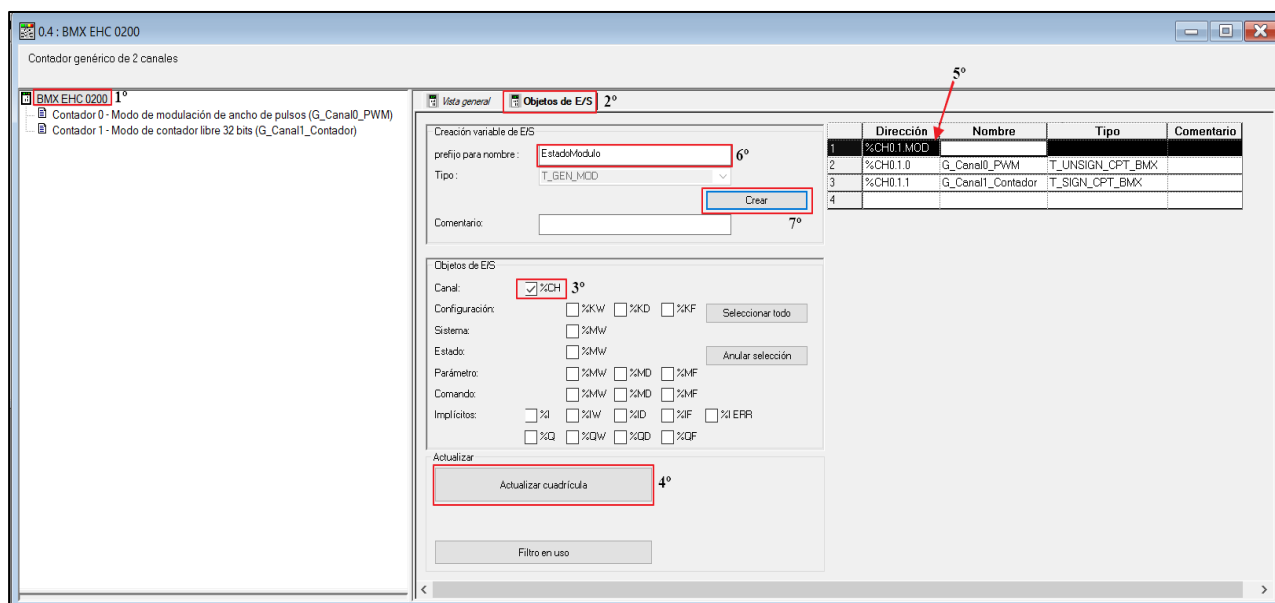 0.4 : BMX EHC 0200
Contador genérico de 2 canales
BMX EHC 0200 1º
Contador 0 - Modo de modulación de ancho de pulsos (G_Canal0_PWM)
Contador 1 - Modo de contador libre 32 bits (G_Canal1_Contador)
Vista general Objetos de E/S 2º
Creación variable de E/S
prefijo para nombre : EstadoModulo 6º
Tipo : T_GEN_MOD
Crear
7º
Comentario:
Objetos de E/S
Canal: %CH 3º
Configuración: %KW %KD %KF Seleccionar todo
Sistema: %MW
Estado: %MW Anular selección
Parámetro: %MW %MD %MF
Comando: %MW %MD %MF
Implícitos: %I %IW %ID %IF %I ERR
%Q %QW %QD %QF
Actualizar
Actualizar cuadrícula 4º
Filtro en uso
5º
Dirección Nombre Tipo Comentario
1 %CH0.1.MOD
2 %CH0.1.0 G_Canal0_PWM T_UNSIGN_CPT_BMX
3 %CH0.1.1 G_Canal1_Contador T_SIGN_CPT_BMX
4